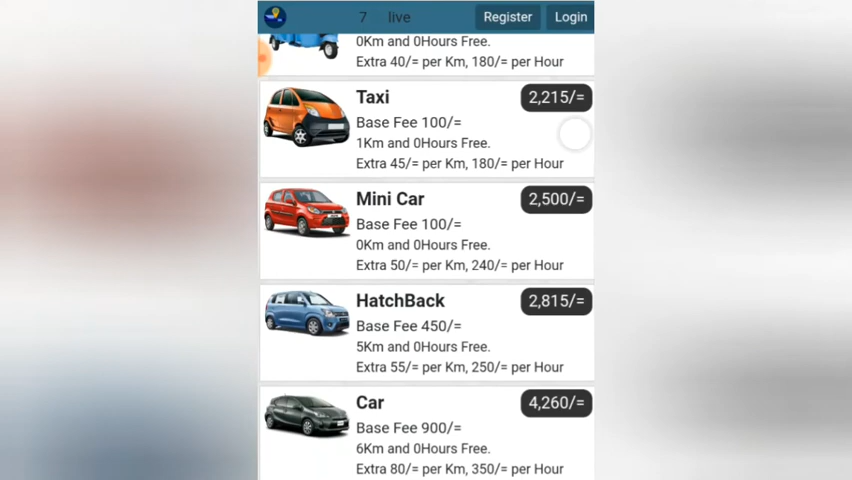 7 live Register Login
0Km and 0Hours Free.
Extra 40/= per Km, 180/= per Hour
Taxi 2,215/=
Base Fee 100/=
1Km and 0Hours Free.
Extra 45/= per Km, 180/= per Hour
Mini Car 2,500/=
Base Fee 100/=
0Km and 0Hours Free.
Extra 50/= per Km, 240/= per Hour
HatchBack 2,815/=
Base Fee 450/=
5Km and 0Hours Free.
Extra 55/= per Km, 250/= per Hour
Car 4,260/=
Base Fee 900/=
6Km and 0Hours Free.
Extra 80/= per Km, 350/= per Hour